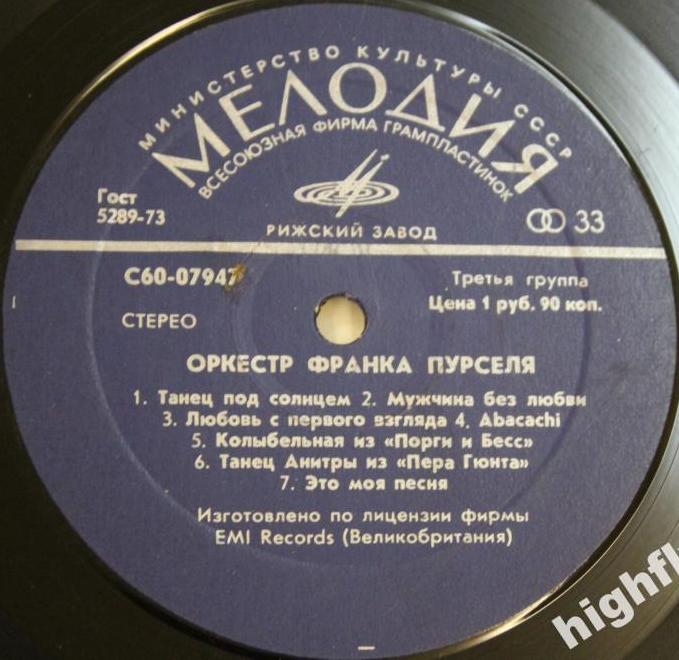 МИНИСТЕРСТВО КУЛЬТУРЫ СССР
МЕЛОДИЯ
ВСЕСОЮЗНАЯ ФИРМА ГРАМПЛАСТИНОК
Гост
5289-73
РИЖСКИЙ ЗАВОД
33
С60-07947
Третья группа
Цена 1 руб. 90 коп.
СТЕРЕО
ОРКЕСТР ФРАНКА ПУРСЕЛЯ
1. Танец под солнцем 2. Мужчина без любви
3. Любовь с первого взгляда 4. Abacachi
5. Колыбельная из «Порги и Бесс»
6. Танец Анитры из «Пера Гюнта»
7. Это моя песня
Изготовлено по лицензии фирмы
EMI Records (Великобритания)